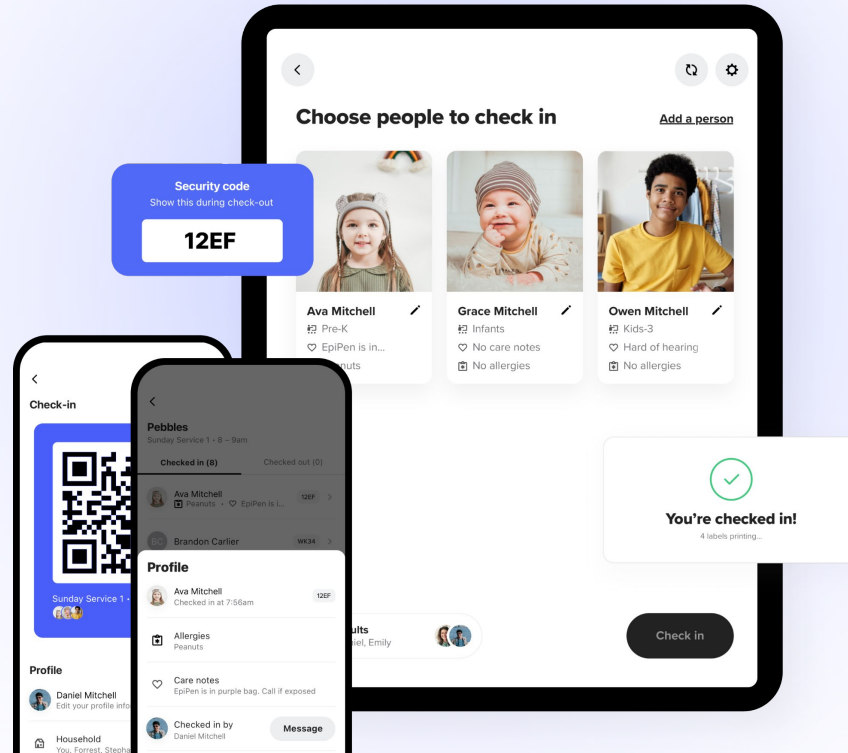 Choose people to check in
Add a person
Security code
Show this during check-out
12EF
Ava Mitchell
Pre-K
EpiPen is in...
Grace Mitchell
Infants
No care notes
No allergies
Owen Mitchell
Kids-3
Hard of hearing
No allergies
You're checked in!
4 labels printing...
Emily
Check in
Check-in
Sunday Service 1 •
Profile
Daniel Mitchell
Edit your profile
Household
You, Forrest,
Pebbles
Sunday Service 1 • 8 – 9am
Checked in (8)
Checked out (0)
Ava Mitchell
12EF
Peanuts • EpiPen is i...
BC
Brandon Carlier
WK34
Profile
Ava Mitchell
Checked in at 7:56am
12EF
Allergies
Peanuts
Care notes
EpiPen is in purple bag. Call if exposed
Checked in by
Daniel Mitchell
Message